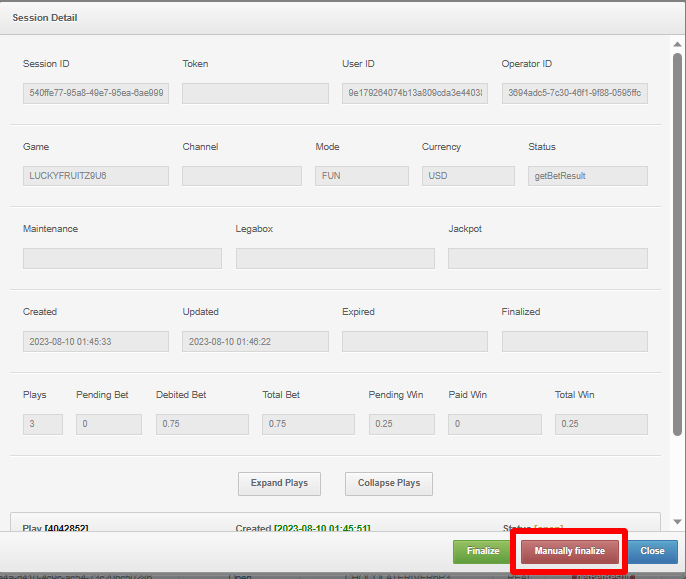 Session Detail
Session ID Token User ID Operator ID
540ffe77-95a8-49e7-95ea-6ae999 9e179264074b13a809cda3e4403 3694adc5-7c30-46f1-9f88-0595ffc
Game Channel Mode Currency Status
LUCKYFRUITZ9U6 FUN USD getBetResult
Maintenance Legabox Jackpot
Created Updated Expired Finalized
2023-08-10 01:45:33 2023-08-10 01:46:22
Plays Pending Bet Debited Bet Total Bet Pending Win Paid Win Total Win
3 0 0.75 0.75 0.25 0 0.25
Expand Plays Collapse Plays
Play [4042852] Created [2023-08-10 01:45:51] Status [open]
Finalize Manually finalize Close